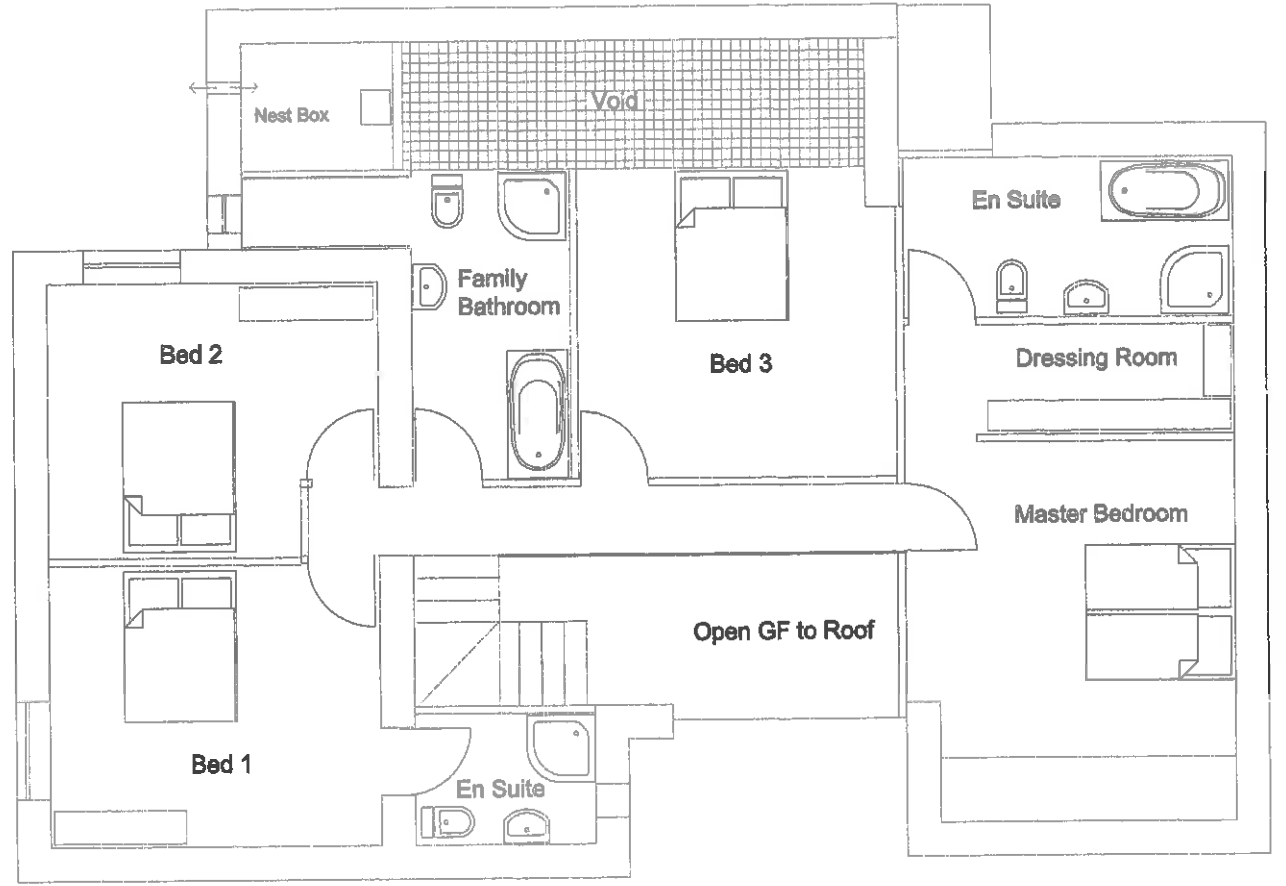 Void
Nest Box
En Suite
Family
Bathroom
Bed 2
Bed 3
Dressing Room
Master Bedroom
Open GF to Roof
Bed 1
En Suite